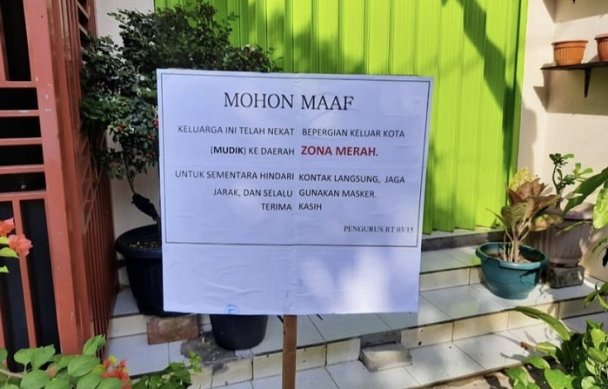 MOHON MAAF
KELUARGA INI TELAH NEKAT BEPERGIAN KELUAR KOTA
(MUDIK) KE DAERAH ZONA MERAH.
UNTUK SEMENTARA HINDARI KONTAK LANGSUNG, JAGA
JARAK, DAN SELALU GUNAKAN MASKER.
TERIMA KASIH
PENGURUS RT 03/15